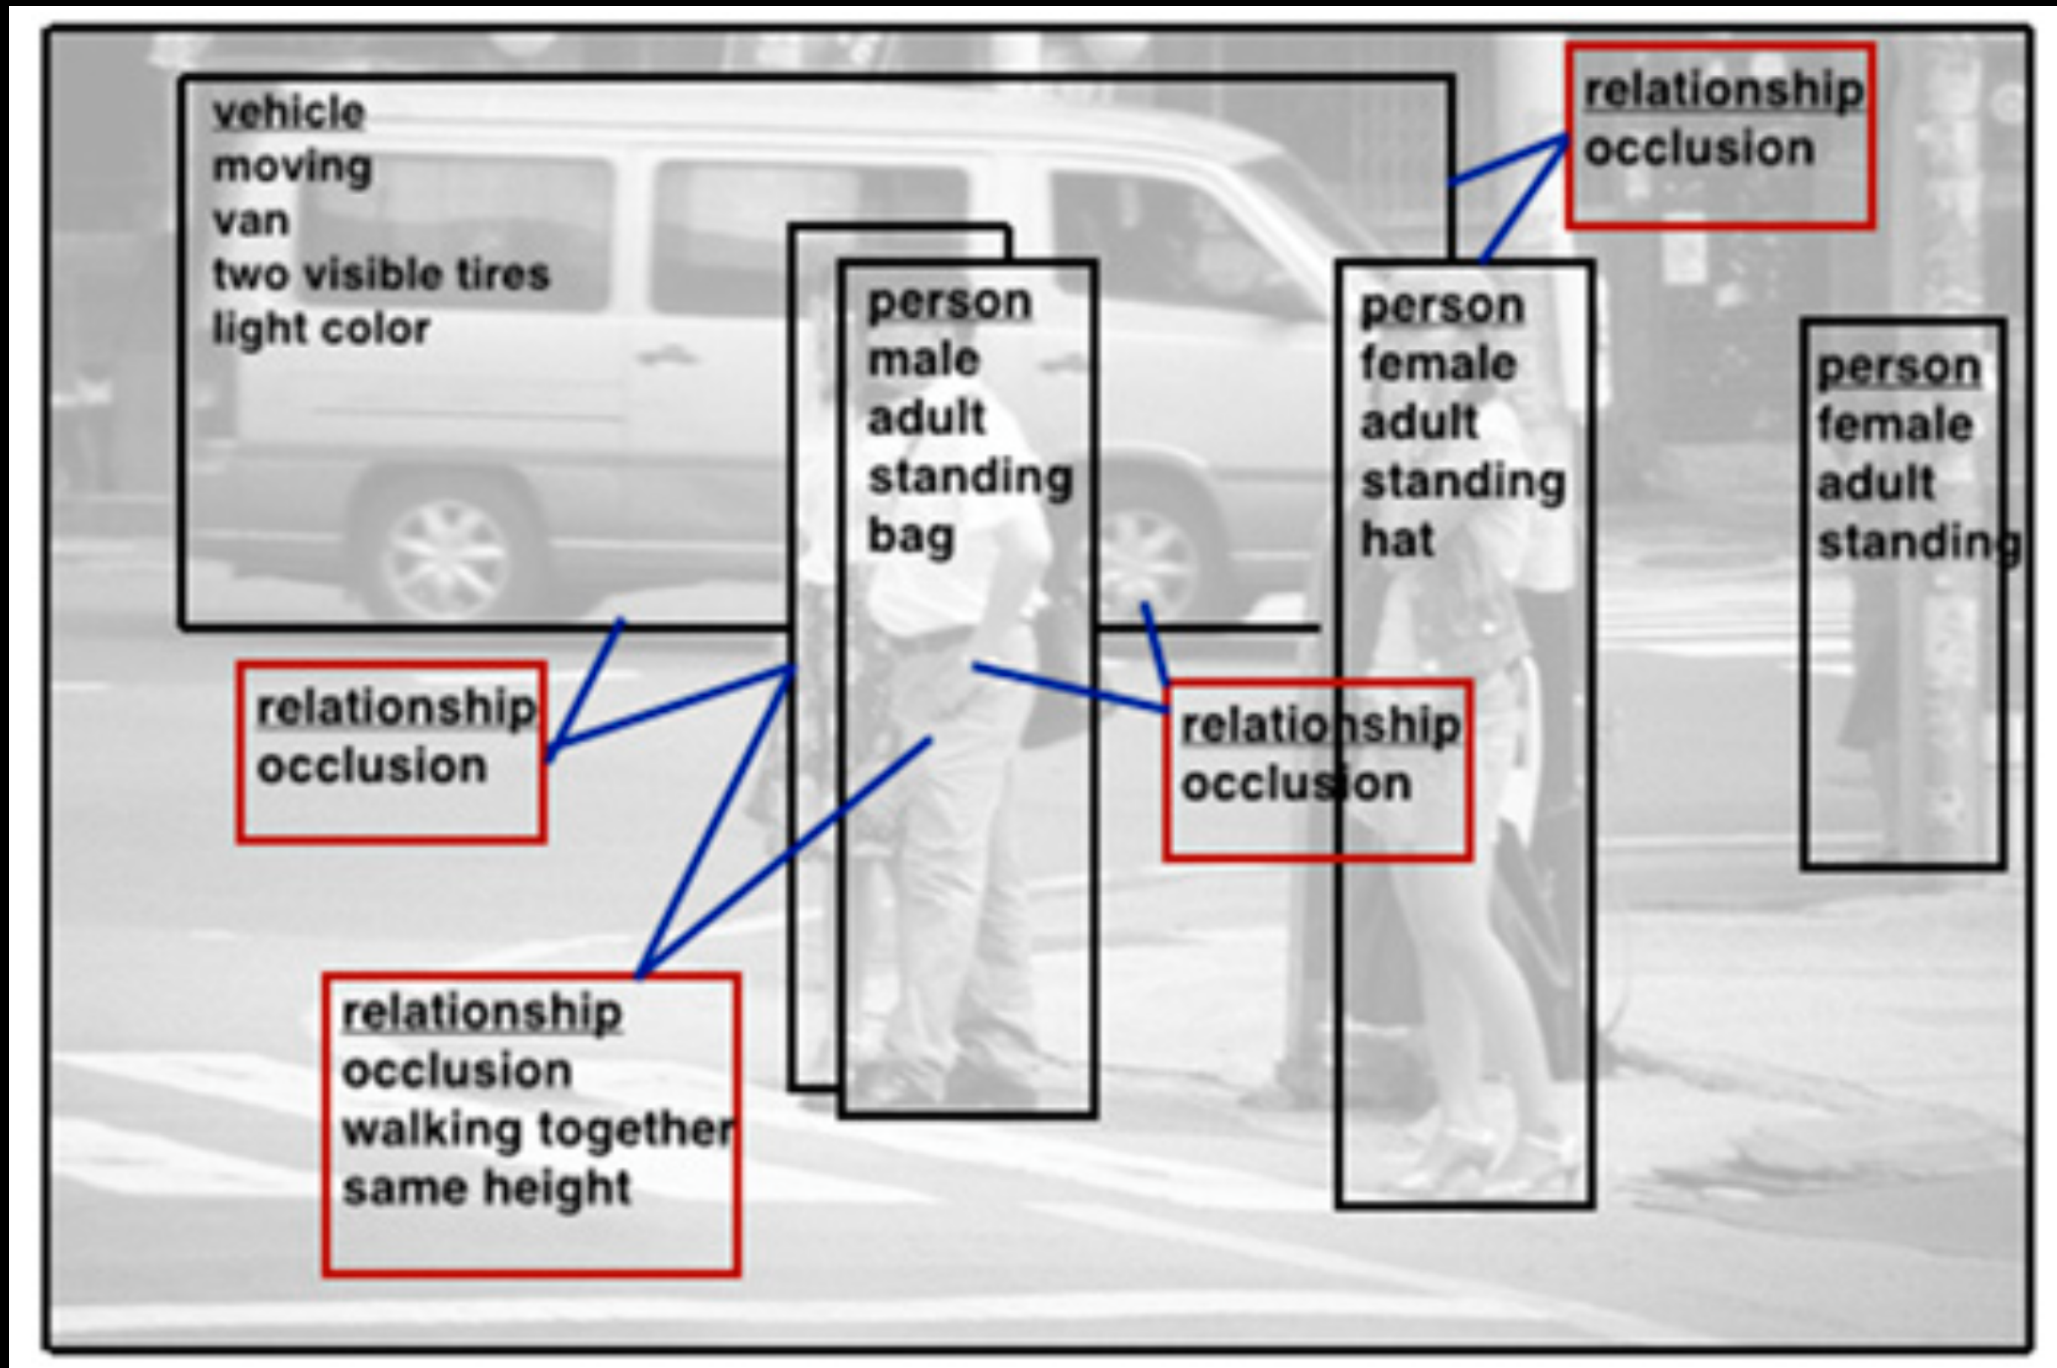 vehicle
moving
van
two visible tires
light color
relationship
occlusion
person
male
adult
standing
bag
person
female
adult
standing
hat
person
female
adult
standing
relationship
occlusion
relationship
occlusion
relationship
occlusion
walking together
same height